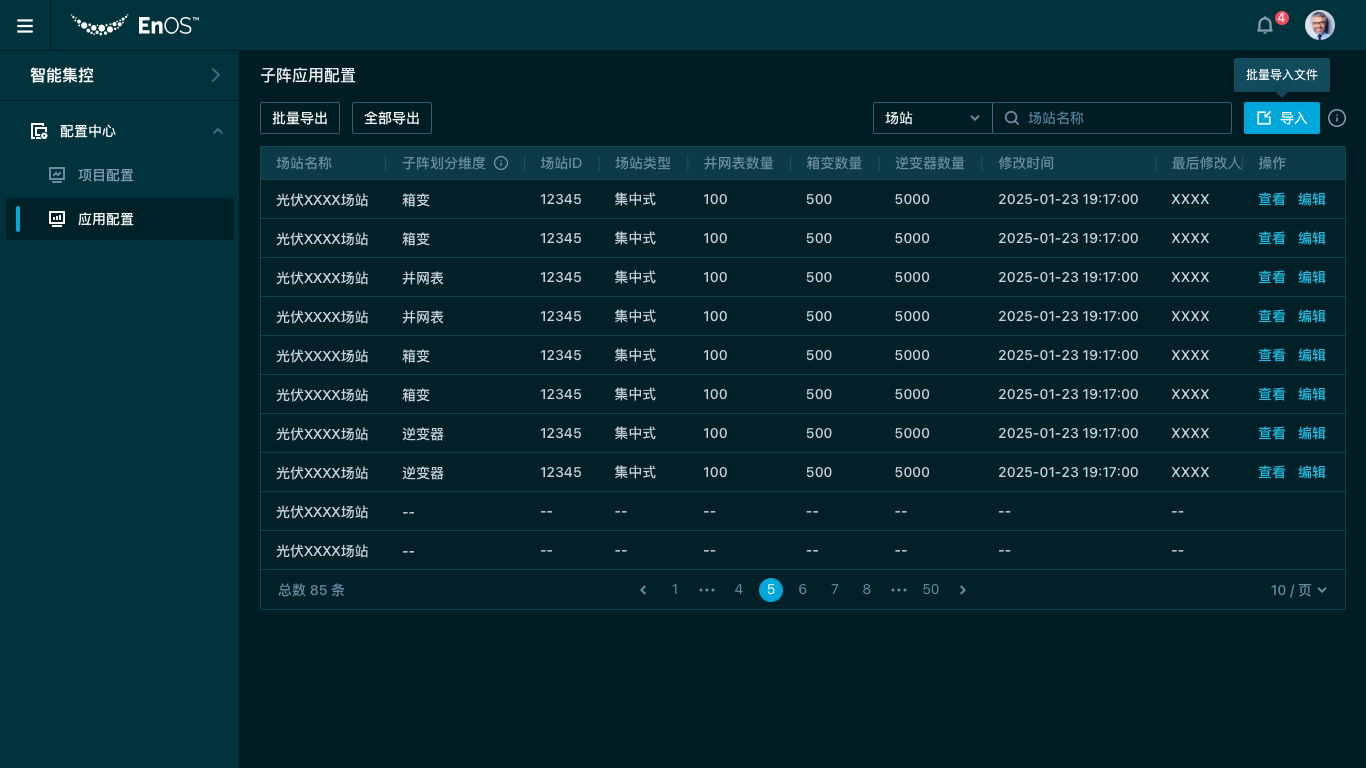 EnOS™
4
智能集控
配置中心
项目配置
应用配置
子阵应用配置
批量导入文件
批量导出 全部导出 场站 场站名称 导入
场站名称 子阵划分维度 场站ID 场站类型 并网表数量 箱变数量 逆变器数量 修改时间 最后修改人 操作
光伏XXXX场站 箱变 12345 集中式 100 500 5000 2025-01-23 19:17:00 XXXX 查看 编辑
光伏XXXX场站 箱变 12345 集中式 100 500 5000 2025-01-23 19:17:00 XXXX 查看 编辑
光伏XXXX场站 并网表 12345 集中式 100 500 5000 2025-01-23 19:17:00 XXXX 查看 编辑
光伏XXXX场站 并网表 12345 集中式 100 500 5000 2025-01-23 19:17:00 XXXX 查看 编辑
光伏XXXX场站 箱变 12345 集中式 100 500 5000 2025-01-23 19:17:00 XXXX 查看 编辑
光伏XXXX场站 箱变 12345 集中式 100 500 5000 2025-01-23 19:17:00 XXXX 查看 编辑
光伏XXXX场站 逆变器 12345 集中式 100 500 5000 2025-01-23 19:17:00 XXXX 查看 编辑
光伏XXXX场站 逆变器 12345 集中式 100 500 5000 2025-01-23 19:17:00 XXXX 查看 编辑
光伏XXXX场站 -- -- -- -- -- -- -- --
光伏XXXX场站 -- -- -- -- -- -- -- --
总数 85 条 1 ··· 4 5 6 7 8 ··· 50 10 / 页